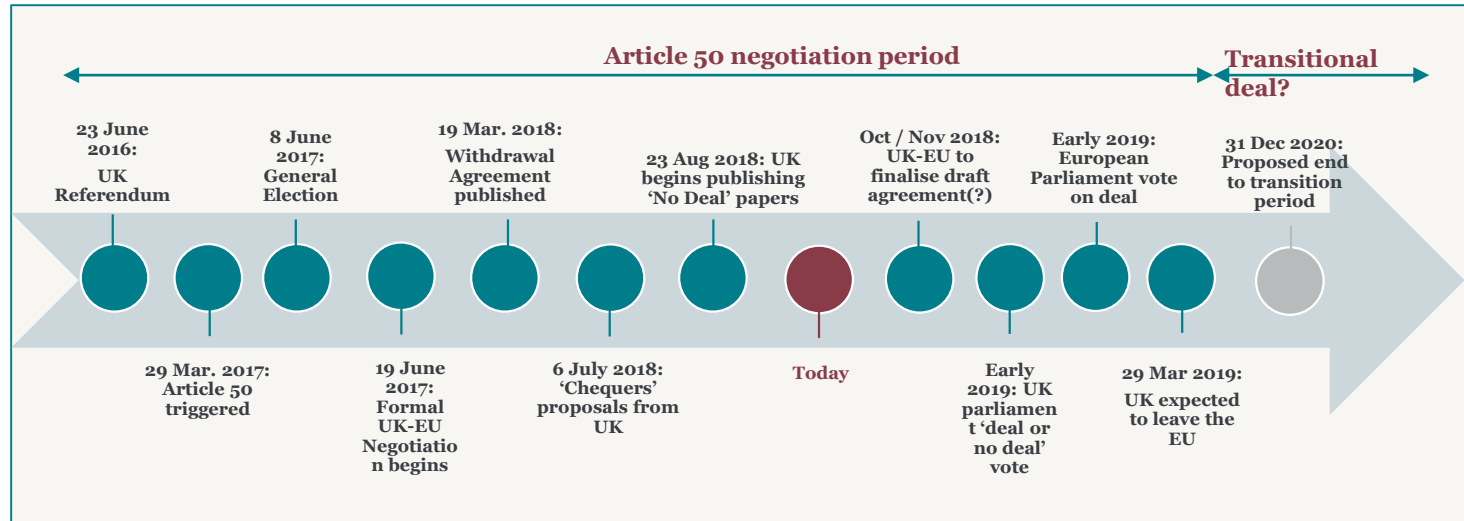 Article 50 negotiation period
Transitional
deal?
23 June
2016:
UK
Referendum
8 June
2017:
General
Election
19 Mar. 2018:
Withdrawal
Agreement
published
23 Aug 2018: UK
begins publishing
‘No Deal’ papers
Oct / Nov 2018:
UK-EU to
finalise draft
agreement(?)
Early 2019:
European
Parliament vote
on deal
31 Dec 2020:
Proposed end
to transition
period
29 Mar. 2017:
Article 50
triggered
19 June
2017:
Formal
UK-EU
Negotiatio
n begins
6 July 2018:
‘Chequers’
proposals from
UK
Today
Early
2019: UK
parliamen
t ‘deal or
no deal’
vote
29 Mar 2019:
UK expected
to leave the
EU